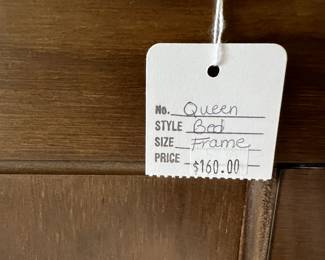 No. Queen
STYLE Bed
SIZE Frame
PRICE $160.00